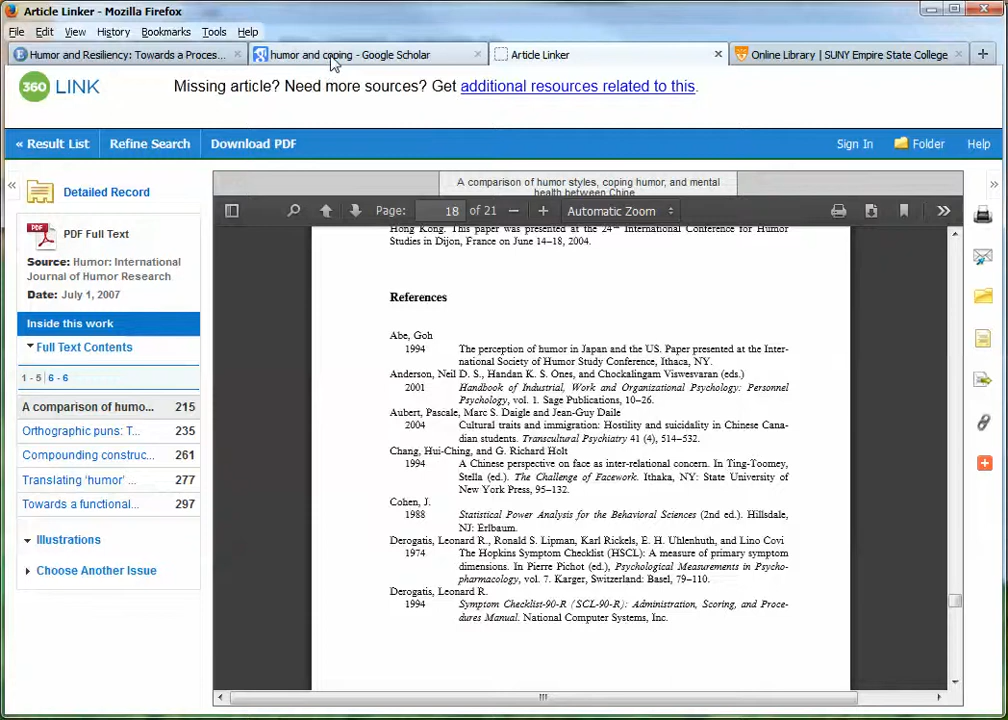 Article Linker - Mozilla Firefox
File Edit View History Bookmarks Tools Help
Humor and Resiliency: Towards a Proces...
humor and coping - Google Scholar
Article Linker
Online Library | SUNY Empire State College
360 LINK
Missing article? Need more sources? Get additional resources related to this.
« Result List Refine Search Download PDF Sign In Folder Help
Detailed Record
PDF Full Text
Source: Humor: International
Journal of Humor Research
Date: July 1, 2007
Inside this work
Full Text Contents
1 - 5 | 6 - 6
A comparison of humo... 215
Orthographic puns: T... 235
Compounding construc... 261
Translating ‘humor’ ... 277
Towards a functional... 297
Illustrations
Choose Another Issue
A comparison of humor styles, coping humor, and mental
health between Chine
Page: 18 of 21 Automatic Zoom
Hong Kong. This paper was presented at the 24th International Conference for Humor
Studies in Dijon, France on June 14–18, 2004.
References
Abe, Goh
1994 The perception of humor in Japan and the US. Paper presented at the Inter-
national Society of Humor Study Conference, Ithaca, NY.
Anderson, Neil D. S., Handan K. S. Ones, and Chockalingam Viswesvaran (eds.)
2001 Handbook of Industrial, Work and Organizational Psychology: Personnel
Psychology, vol. 1. Sage Publications, 10–26.
Aubert, Pascale, Marc S. Daigle and Jean-Guy Daile
2004 Cultural traits and immigration: Hostility and suicidality in Chinese Cana-
dian students. Transcultural Psychiatry 41 (4), 514–532.
Chang, Hui-Ching, and G. Richard Holt
1994 A Chinese perspective on face as inter-relational concern. In Ting-Toomey,
Stella (ed.). The Challenge of Facework. Ithaka, NY: State University of
New York Press, 95–132.
Cohen, J.
1988 Statistical Power Analysis for the Behavioral Sciences (2nd ed.). Hillsdale,
NJ: Erlbaum.
Derogatis, Leonard R., Ronald S. Lipman, Karl Rickels, E. H. Uhlenhuth, and Lino Covi
1974 The Hopkins Symptom Checklist (HSCL): A measure of primary symptom
dimensions. In Pierre Pichot (ed.), Psychological Measurements in Psycho-
pharmacology, vol. 7. Karger, Switzerland: Basel, 79–110.
Derogatis, Leonard R.
1994 Symptom Checklist-90-R (SCL-90-R): Administration, Scoring, and Proce-
dures Manual. National Computer Systems, Inc.